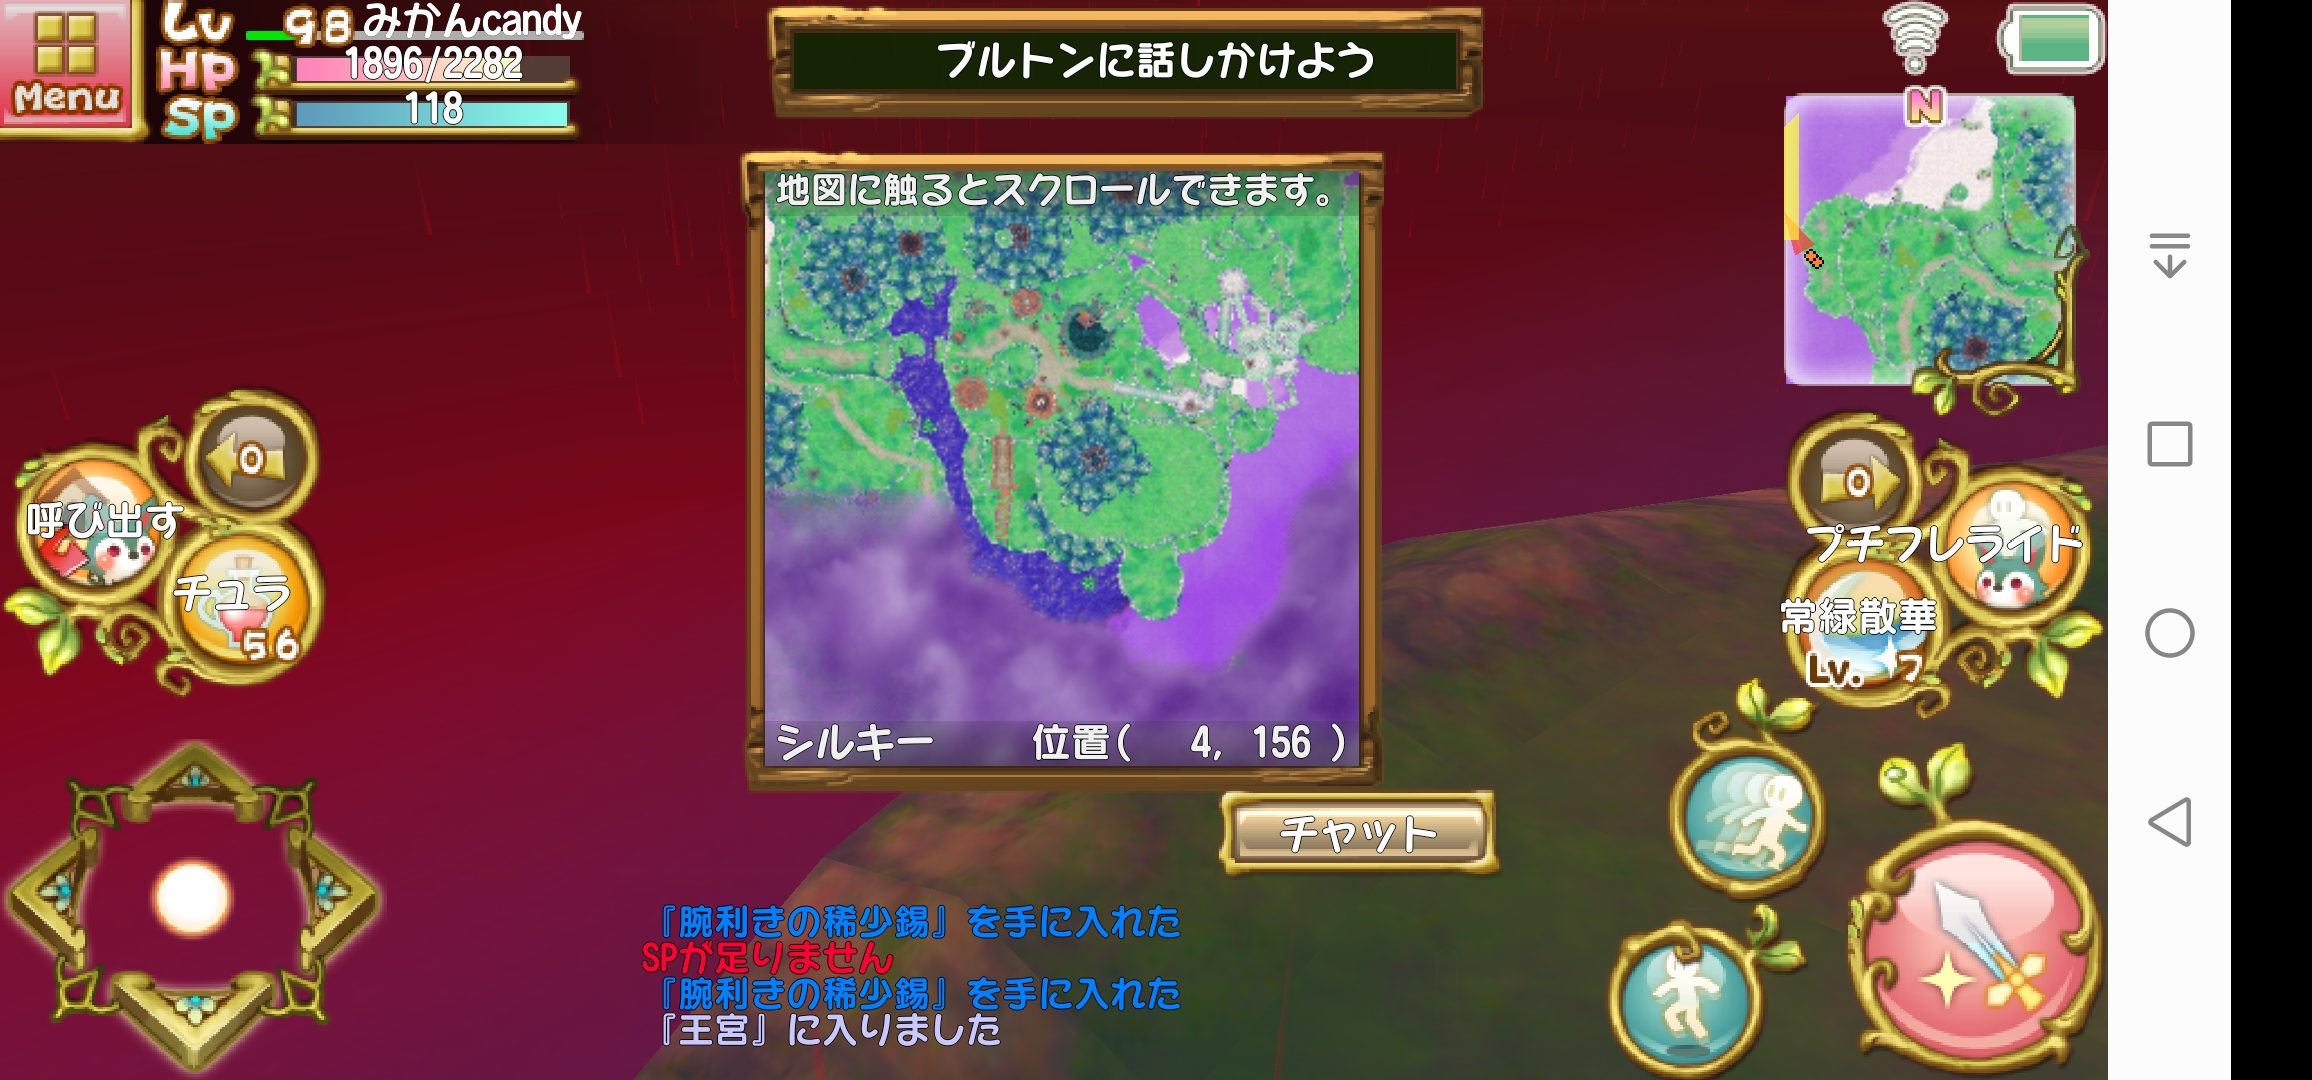 Menu
Lv 98 みかんcandy
HP 1896/2282
SP 118
ブルトンに話しかけよう
N
地図に触るとスクロールできます。
シルキー 位置( 4, 156 )
0
呼び出す
チュラ
56
0
プチフレライド
常緑散華
Lv. 7
チャット
『腕利きの稀少錫』を手に入れた
SPが足りません
『腕利きの稀少錫』を手に入れた
『王宮』に入りました